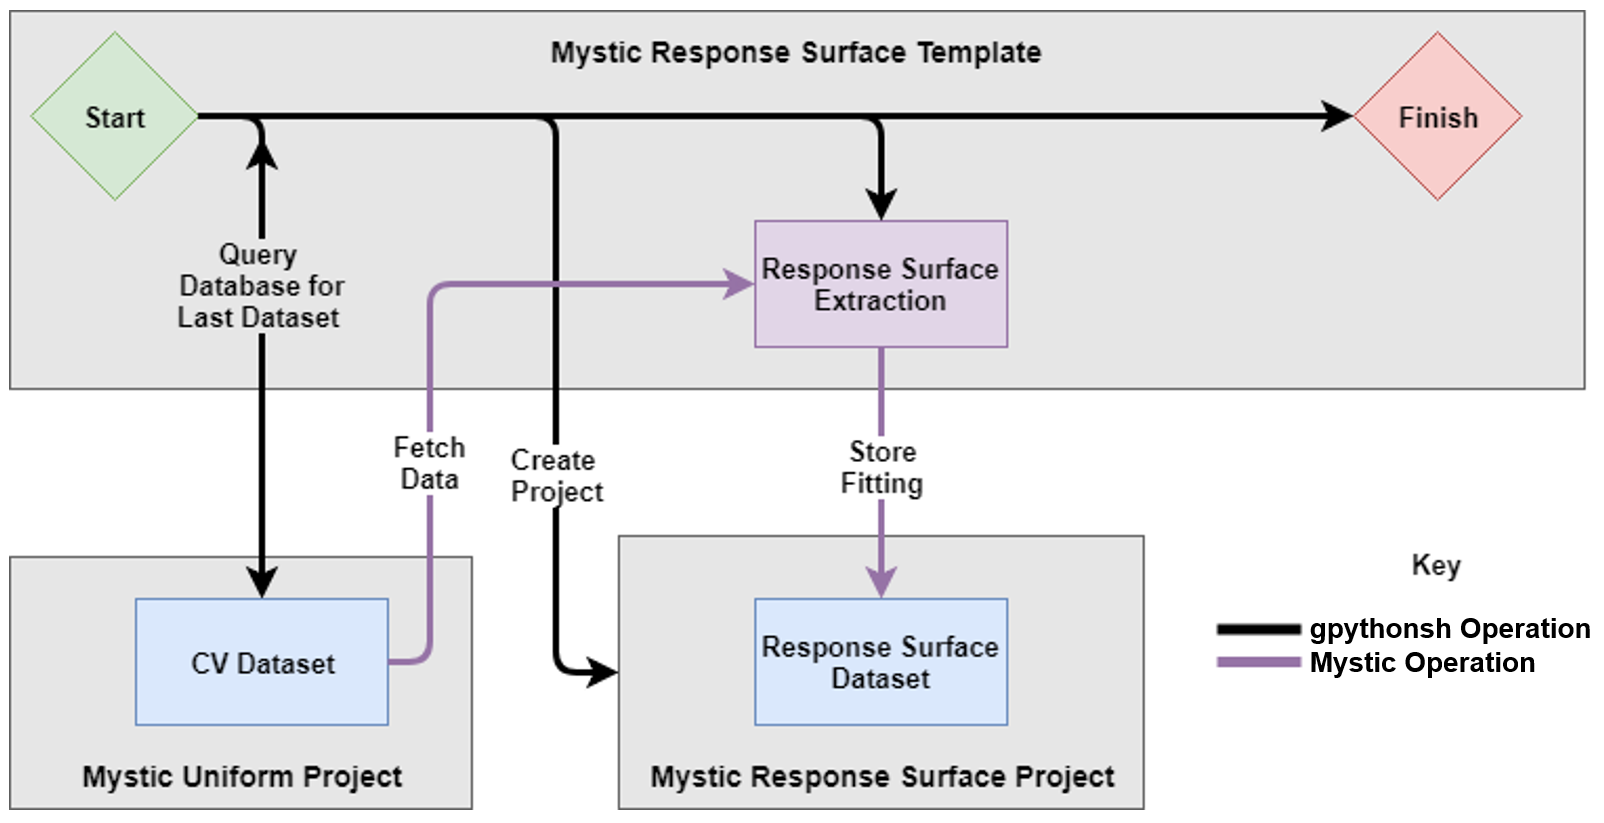 Mystic Response Surface Template
Start
Finish
Query
Database for
Last Dataset
Response Surface
Extraction
Fetch
Data
Create
Project
Store
Fitting
CV Dataset
Mystic Uniform Project
Response Surface
Dataset
Mystic Response Surface Project
Key
gpythonsh Operation
Mystic Operation